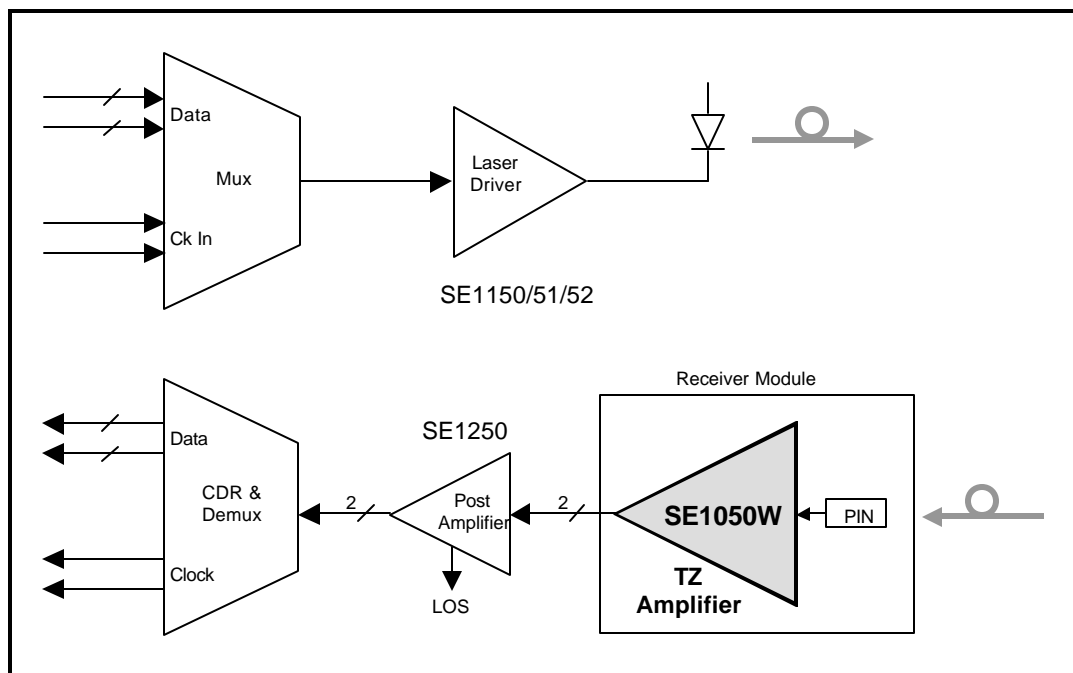 Data
Mux
Ck In
Laser
Driver
SE1150/51/52
Receiver Module
SE1250
Data
CDR &
Demux
Clock
2
Post
Amplifier
LOS
2
SE1050W
TZ
Amplifier
PIN